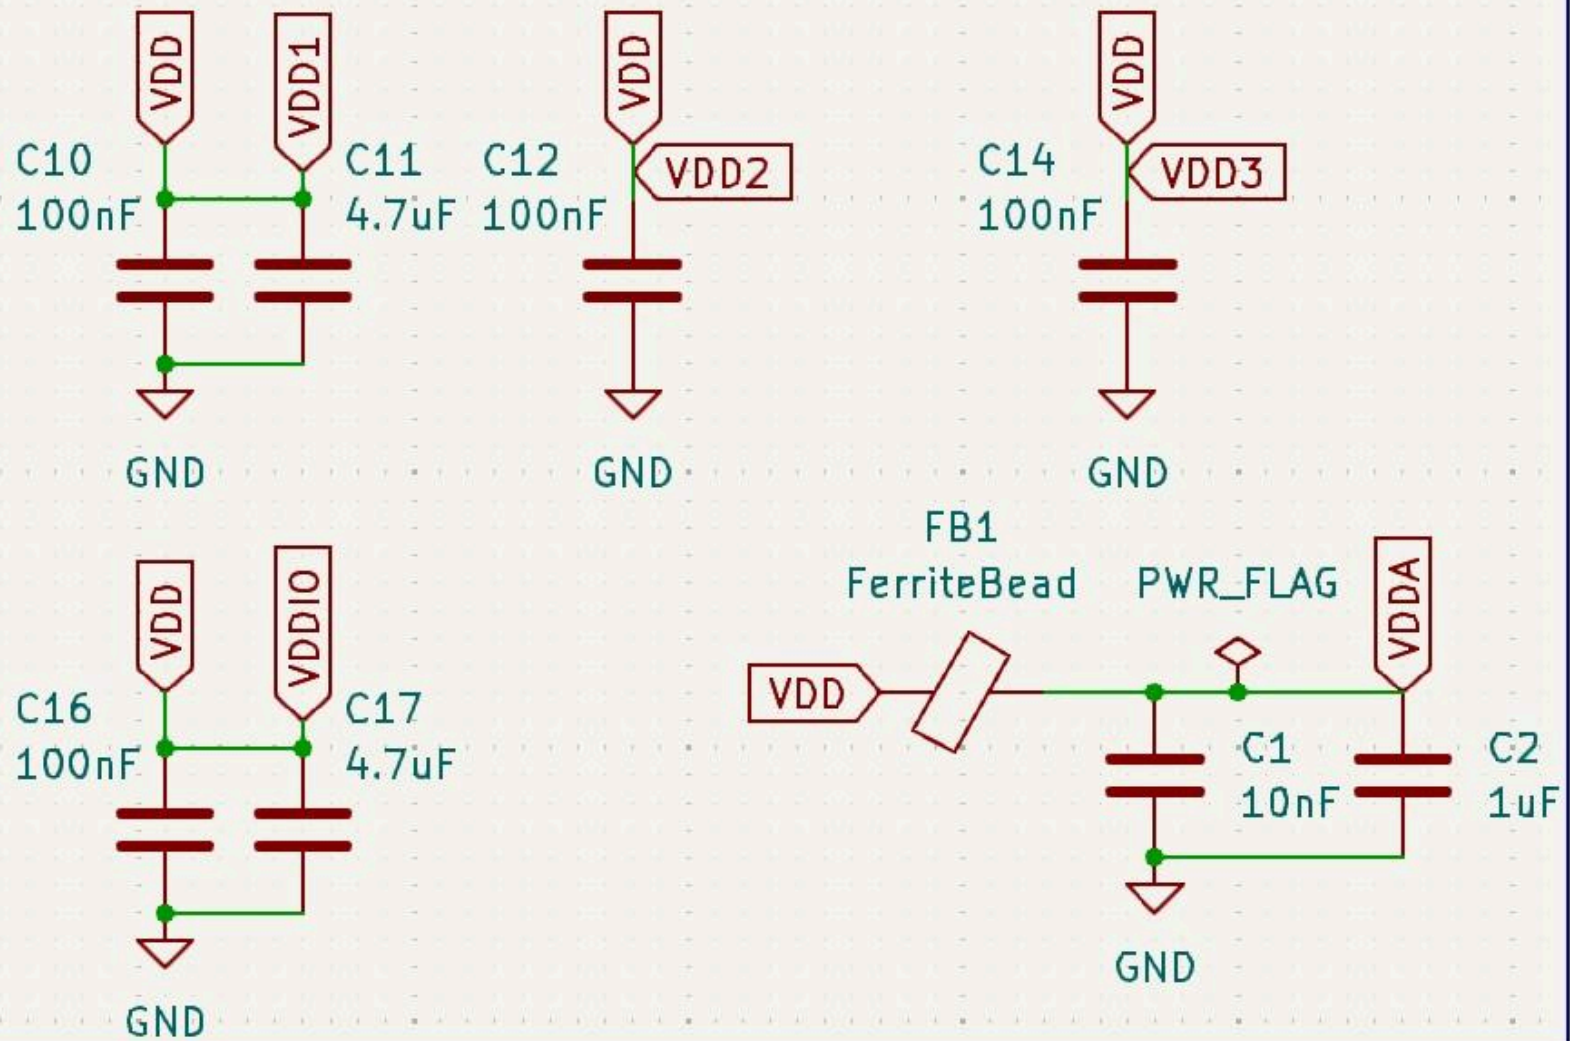 VDD
VDD1
VDD
VDD
C10
100nF
C11
4.7uF
C12
100nF
VDD2
C14
100nF
VDD3
GND
GND
GND
VDD
VDDIO
C16
100nF
C17
4.7uF
GND
FB1
FerriteBead
PWR_FLAG
VDDA
VDD
C1
10nF
C2
1uF
GND